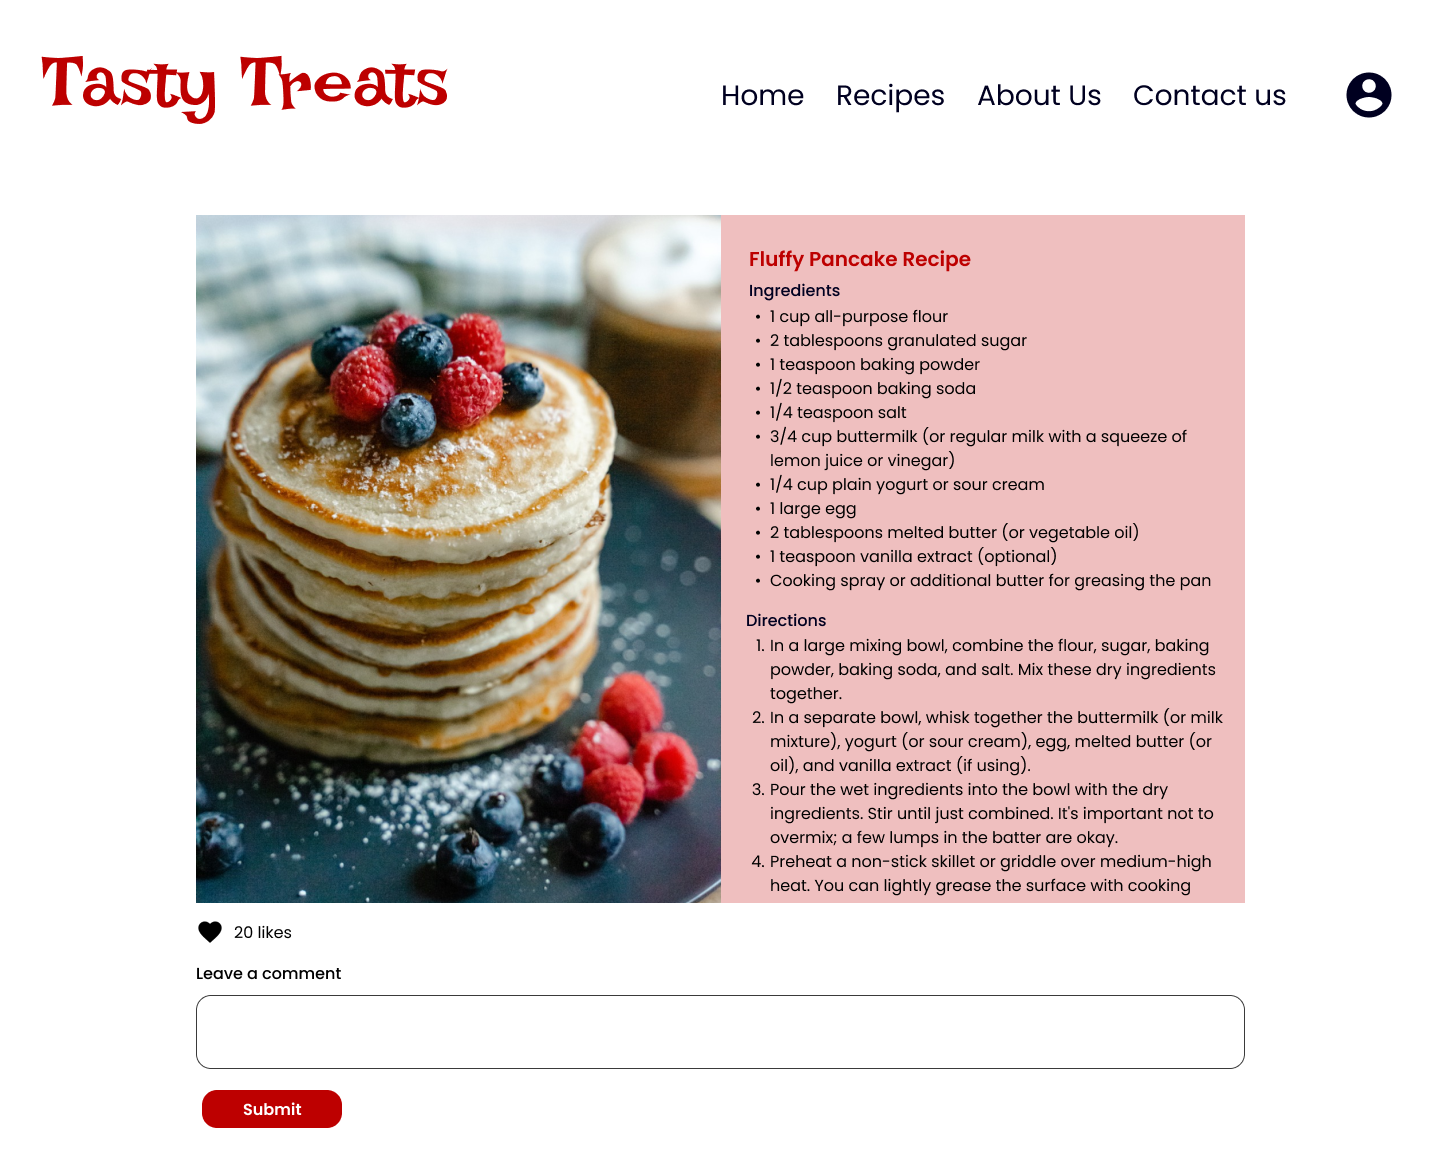 Tasty Treats
Home Recipes About Us Contact us
Fluffy Pancake Recipe
Ingredients
• 1 cup all-purpose flour
• 2 tablespoons granulated sugar
• 1 teaspoon baking powder
• 1/2 teaspoon baking soda
• 1/4 teaspoon salt
• 3/4 cup buttermilk (or regular milk with a squeeze of
lemon juice or vinegar)
• 1/4 cup plain yogurt or sour cream
• 1 large egg
• 2 tablespoons melted butter (or vegetable oil)
• 1 teaspoon vanilla extract (optional)
• Cooking spray or additional butter for greasing the pan
Directions
1. In a large mixing bowl, combine the flour, sugar, baking
powder, baking soda, and salt. Mix these dry ingredients
together.
2. In a separate bowl, whisk together the buttermilk (or milk
mixture), yogurt (or sour cream), egg, melted butter (or
oil), and vanilla extract (if using).
3. Pour the wet ingredients into the bowl with the dry
ingredients. Stir until just combined. It's important not to
overmix; a few lumps in the batter are okay.
4. Preheat a non-stick skillet or griddle over medium-high
heat. You can lightly grease the surface with cooking
20 likes
Leave a comment
Submit